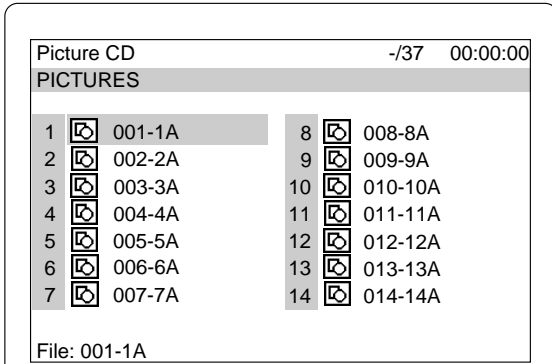 Picture CD -/37 00:00:00
PICTURES
1 001-1A
2 002-2A
3 003-3A
4 004-4A
5 005-5A
6 006-6A
7 007-7A
8 008-8A
9 009-9A
10 010-10A
11 011-11A
12 012-12A
13 013-13A
14 014-14A
File: 001-1A